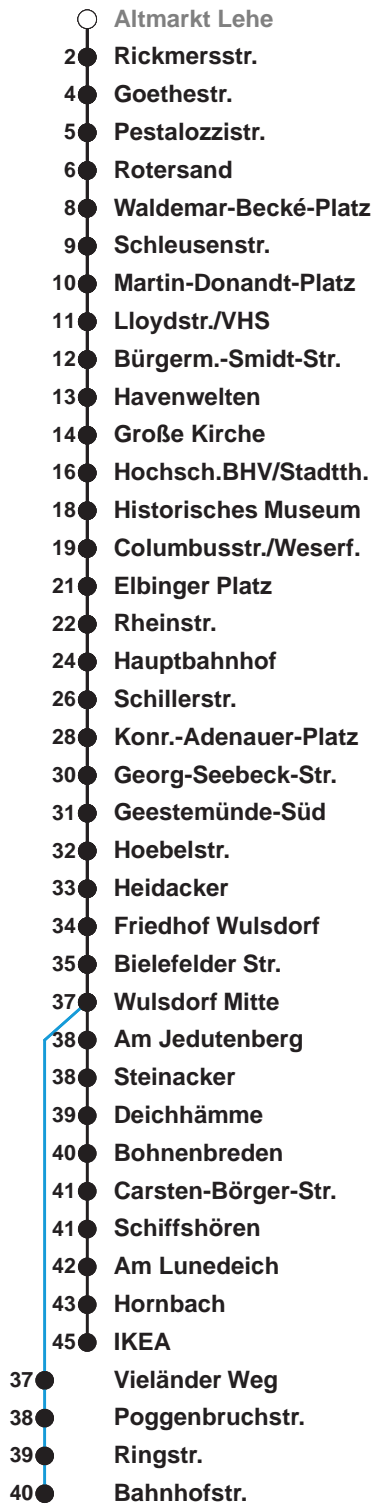 Altmarkt Lehe
2 Rickmersstr.
4 Goethestr.
5 Pestalozzistr.
6 Rotersand
8 Waldemar-Becké-Platz
9 Schleusenstr.
10 Martin-Donandt-Platz
11 Lloydstr./VHS
12 Bürgerm.-Smidt-Str.
13 Havenwelten
14 Große Kirche
16 Hochsch.BHV/Stadtth.
18 Historisches Museum
19 Columbusstr./Weserf.
21 Elbinger Platz
22 Rheinstr.
24 Hauptbahnhof
26 Schillerstr.
28 Konr.-Adenauer-Platz
30 Georg-Seebeck-Str.
31 Geestemünde-Süd
32 Hoebelstr.
33 Heidacker
34 Friedhof Wulsdorf
35 Bielefelder Str.
37 Wulsdorf Mitte
38 Am Jedutenberg
38 Steinacker
39 Deichhämme
40 Bohnenbreden
41 Carsten-Börger-Str.
41 Schiffshören
42 Am Lunedeich
43 Hornbach
45 IKEA
37 Vieländer Weg
38 Poggenbruchstr.
39 Ringstr.
40 Bahnhofstr.